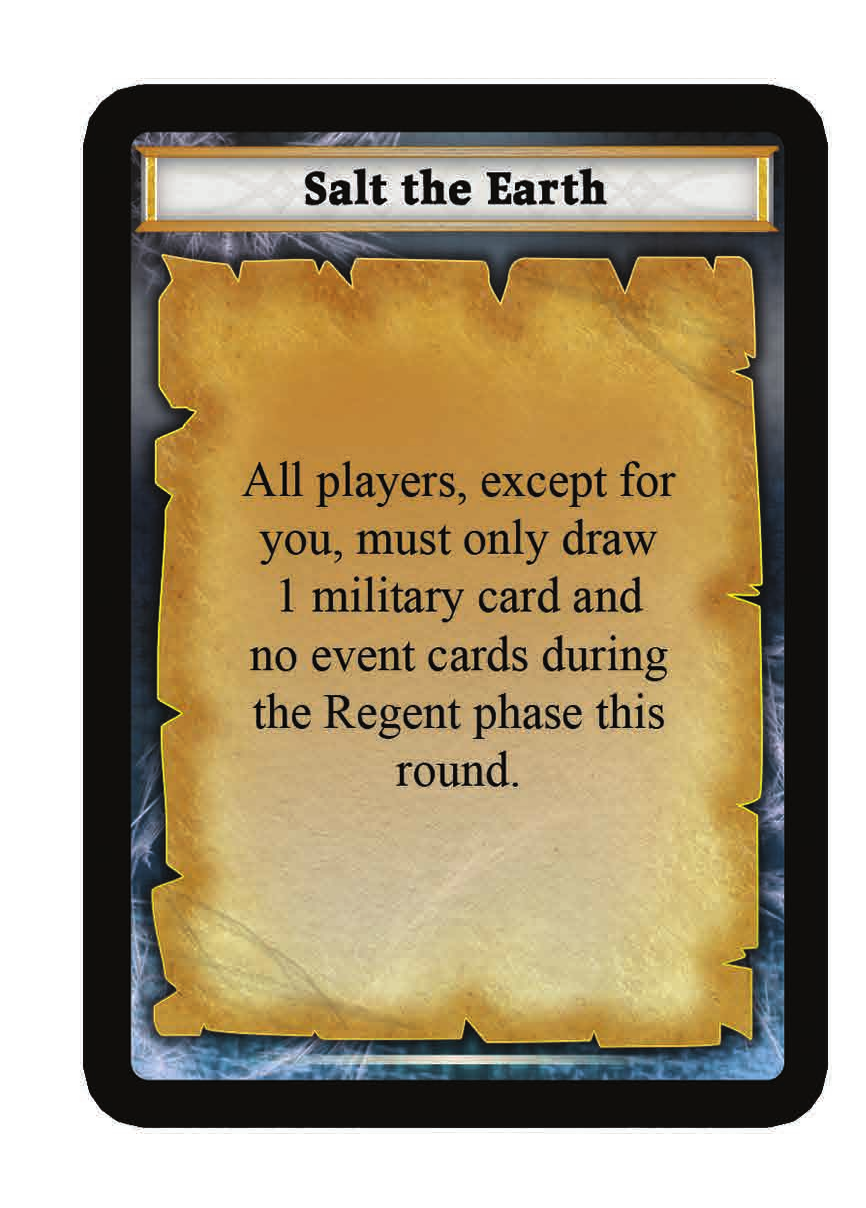 Salt the Earth
All players, except for
you, must only draw
1 military card and
no event cards during
the Regent phase this
round.